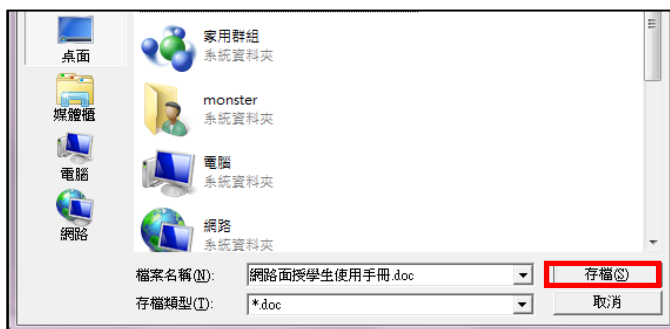 桌面
媒體櫃
電腦
網路
家用群組
系統資料夾
monster
系統資料夾
電腦
系統資料夾
網路
系統資料夾
檔案名稱(N):
網路面授學生使用手冊.doc
存檔(S)
存檔類型(T):
*.doc
取消